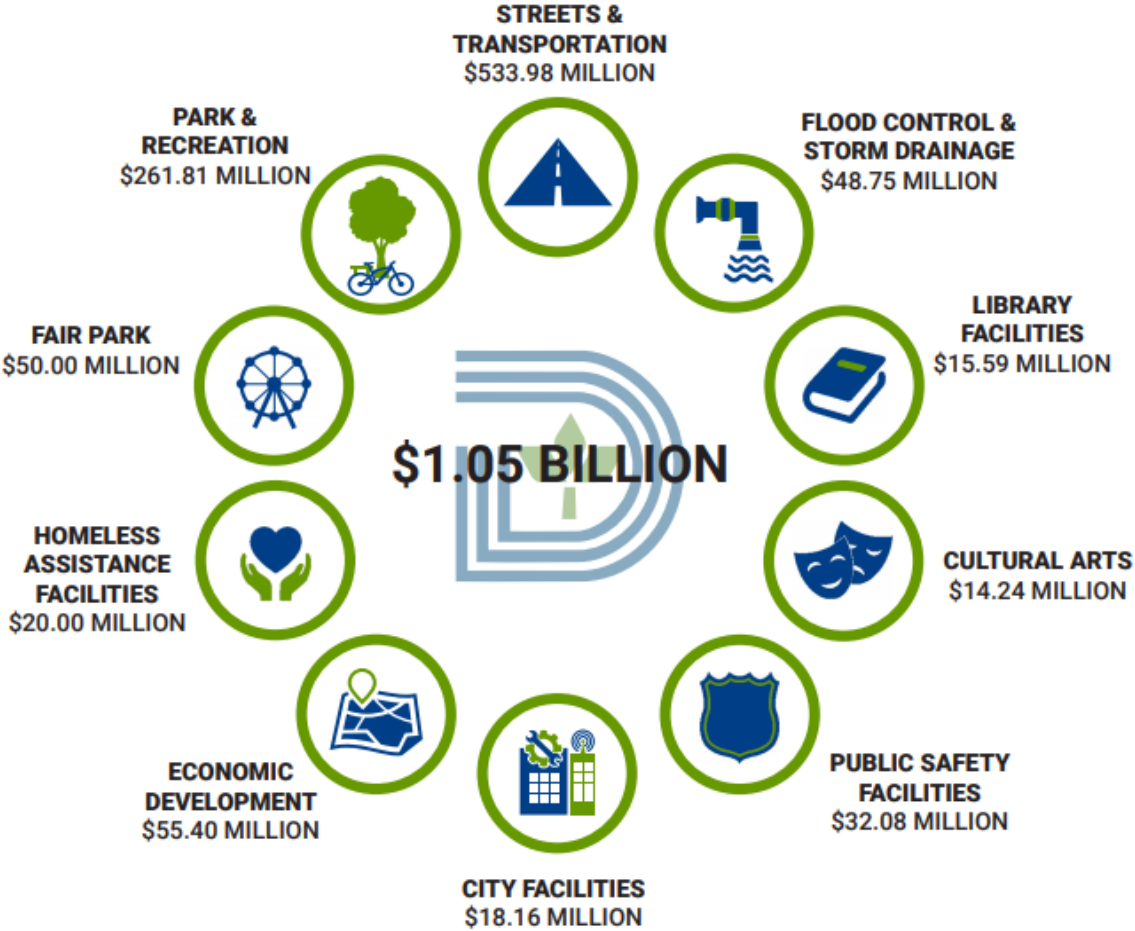 STREETS &
TRANSPORTATION
$533.98 MILLION
FLOOD CONTROL &
STORM DRAINAGE
$48.75 MILLION
LIBRARY
FACILITIES
$15.59 MILLION
CULTURAL ARTS
$14.24 MILLION
PUBLIC SAFETY
FACILITIES
$32.08 MILLION
CITY FACILITIES
$18.16 MILLION
ECONOMIC
DEVELOPMENT
$55.40 MILLION
HOMELESS
ASSISTANCE
FACILITIES
$20.00 MILLION
FAIR PARK
$50.00 MILLION
PARK &
RECREATION
$261.81 MILLION
$1.05 BILLION